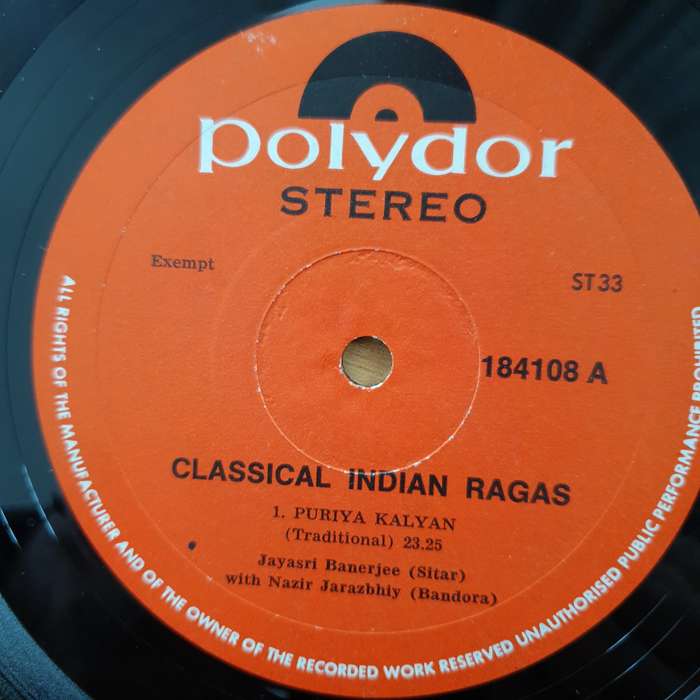 polydor
STEREO
Exempt
ST 33
184108 A
CLASSICAL INDIAN RAGAS
1. PURIYA KALYAN
(Traditional) 23.25
Jayasri Banerjee (Sitar)
with Nazir Jarazbhiy (Bandora)
ALL RIGHTS OF THE MANUFACTURER AND OF THE OWNER OF THE RECORDED WORK RESERVED UNAUTHORISED PUBLIC PERFORMANCE PROHIBITED